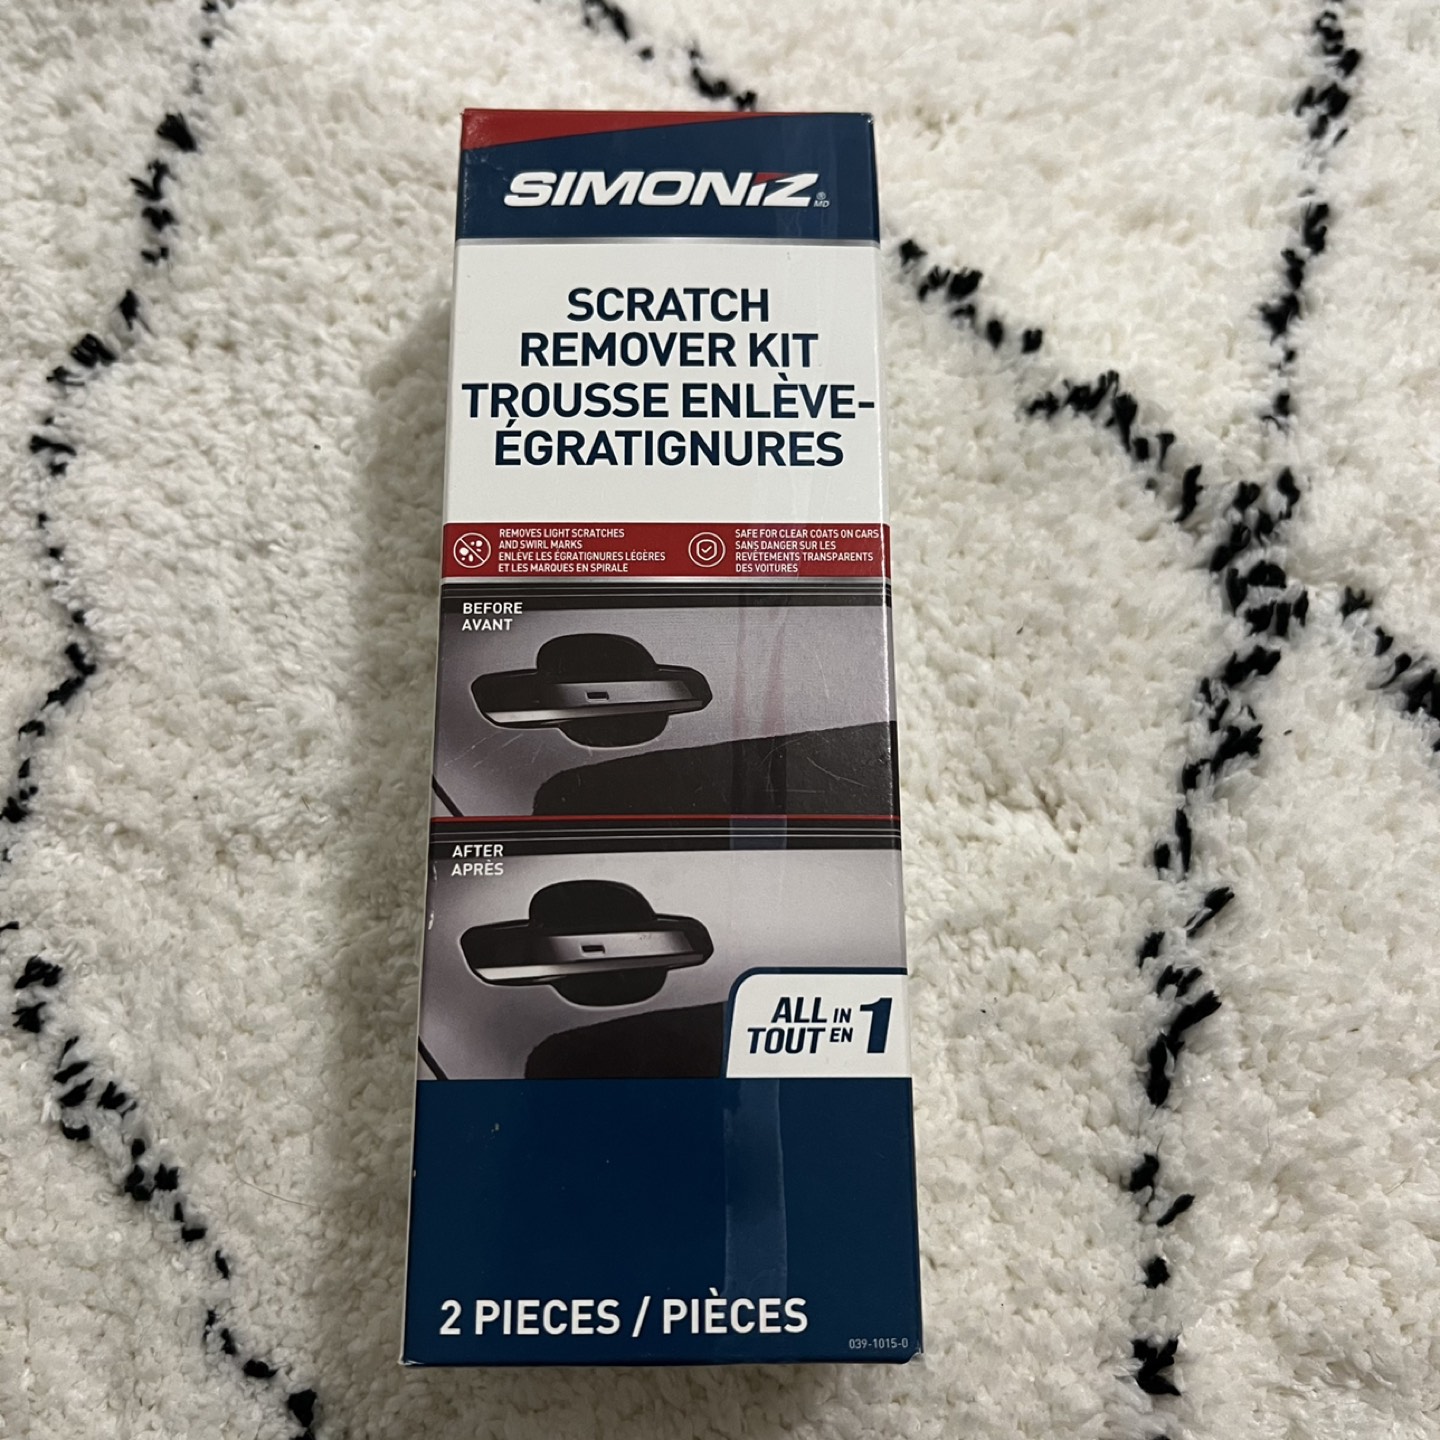 SIMONIZ® MD
SCRATCH
REMOVER KIT
TROUSSE ENLÈVE-
ÉGRATIGNURES
REMOVES LIGHT SCRATCHES
AND SWIRL MARKS
ENLÈVE LES ÉGRATIGNURES LÉGÈRES
ET LES MARQUES EN SPIRALE
SAFE FOR CLEAR COATS ON CARS
SANS DANGER SUR LES
REVÊTEMENTS TRANSPARENTS
DES VOITURES
BEFORE
AVANT
AFTER
APRÈS
ALL IN 1
TOUT EN
2 PIECES / PIÈCES
039-1015-0